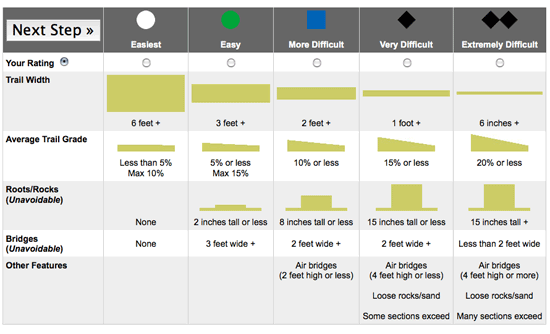 Next Step »
Easiest Easy More Difficult Very Difficult Extremely Difficult
Your Rating
Trail Width
6 feet + 3 feet + 2 feet + 1 foot + 6 inches +
Average Trail Grade
Less than 5% 5% or less 10% or less 15% or less 20% or less
Max 10% Max 15%
Roots/Rocks
(Unavoidable)
None 2 inches tall or less 8 inches tall or less 15 inches tall or less 15 inches tall +
Bridges None 3 feet wide + 2 feet wide + 2 feet wide + Less than 2 feet wide
(Unavoidable)
Other Features Air bridges Air bridges Air bridges
(2 feet high or less) (4 feet high or less) (4 feet high or more)
Loose rocks/sand Loose rocks/sand
Some sections exceed Many sections exceed